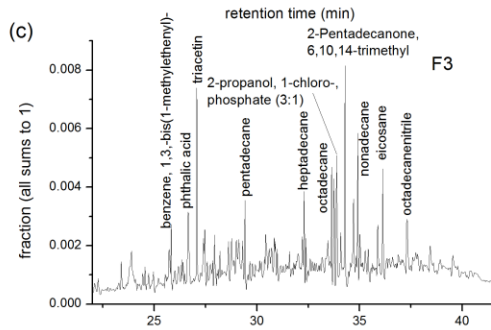 (c)
retention time (min)
2-Pentadecanone,
6,10,14-trimethyl
F3
2-propanol, 1-chloro-,
phosphate (3:1)
benzene, 1,3,-bis(1-methylethenyl)-
phthalic acid
triacetin
pentadecane
heptadecane
octadecane
nonadecane
eicosane
octadecanenitrile
fraction (all sums to 1)
0.008
0.006
0.004
0.002
0.000
25
30
35
40